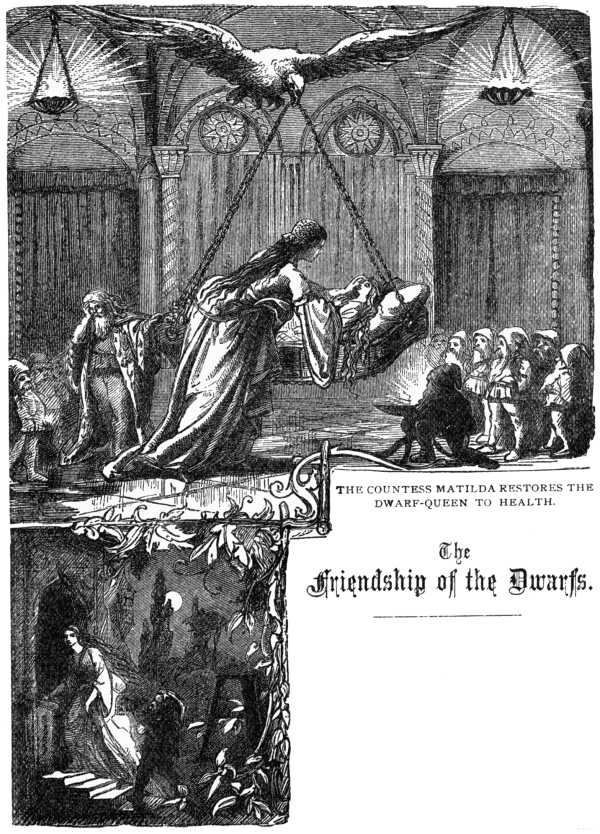 THE COUNTESS MATILDA RESTORES THE
DWARF-QUEEN TO HEALTH.
The
Friendship of the Dwarfs.